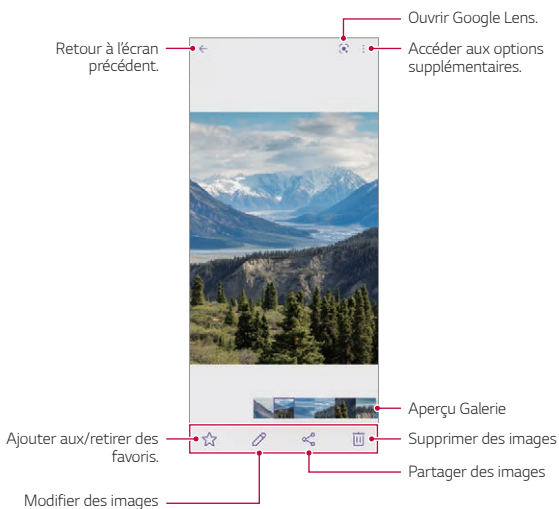 Ouvrir Google Lens.
Retour à l'écran
précédent.
Accéder aux options
supplémentaires.
Aperçu Galerie
Ajouter aux/retirer des
favoris.
Supprimer des images
Partager des images
Modifier des images